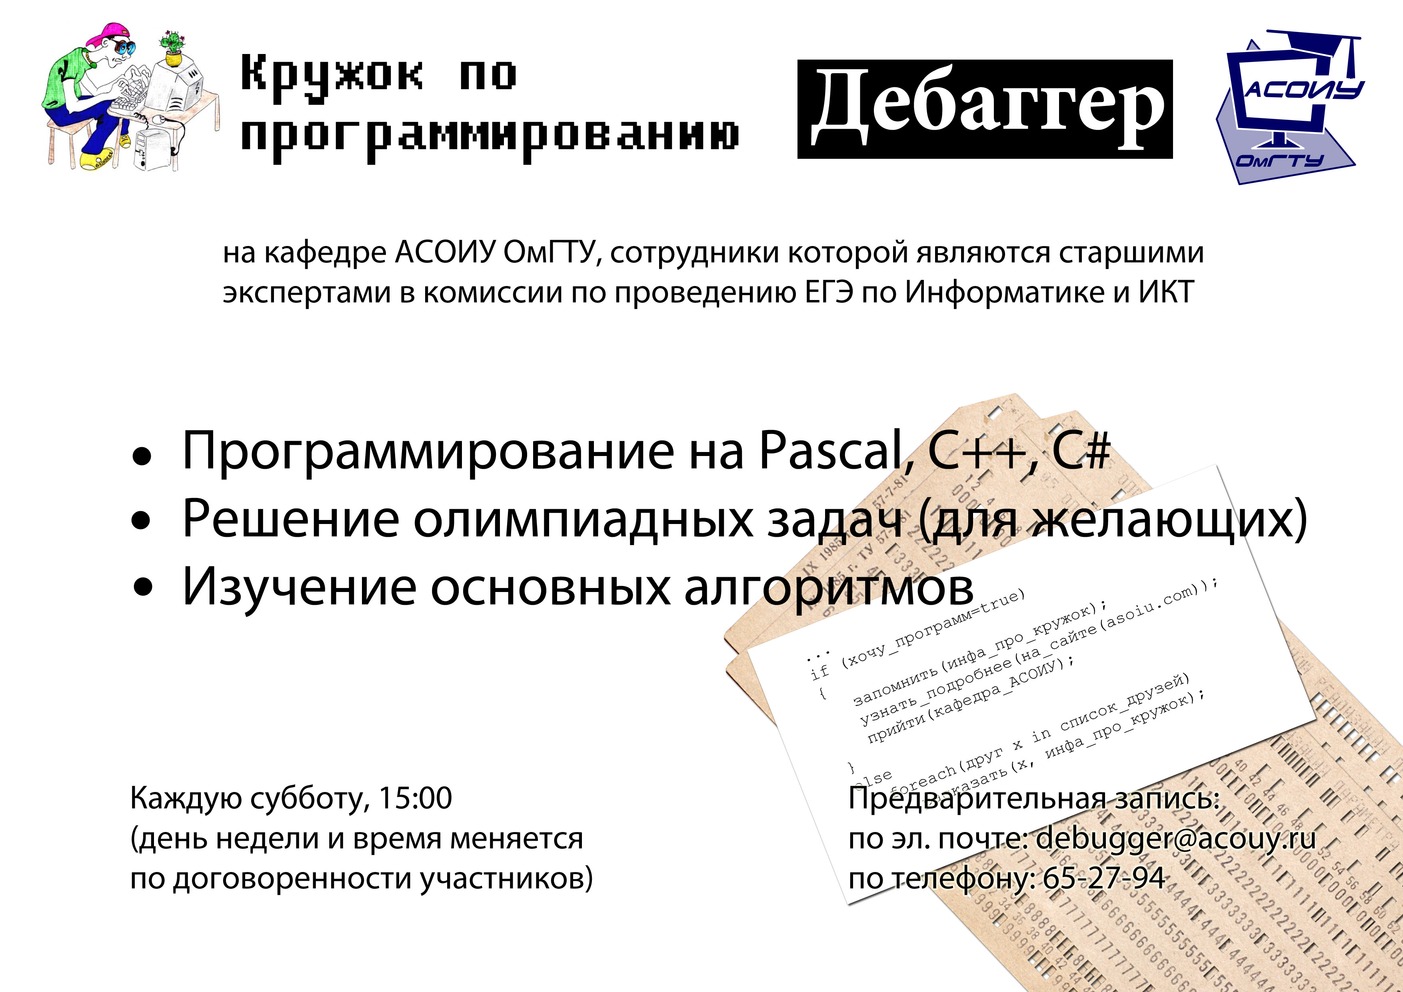 Кружок по
программированию
Дебаггер
АСОИУ
ОмГТУ
на кафедре АСОИУ ОмГТУ, сотрудники которой являются старшими
экспертами в комиссии по проведению ЕГЭ по Информатике и ИКТ
• Программирование на Pascal, C++, C#
• Решение олимпиадных задач (для желающих)
• Изучение основных алгоритмов
...
if (хочу_программ=true)
{
запомнить(инфа_про_кружок);
узнать_подробнее(на_сайте(asoiu.com));
прийти(кафедра_АСОИУ);
}
else
foreach(друг x in список_друзей)
(x, инфа_про_кружок);
Каждую субботу, 15:00
(день недели и время меняется
по договоренности участников)
Предварительная запись:
по эл. почте: debugger@acouy.ru
по телефону: 65-27-94